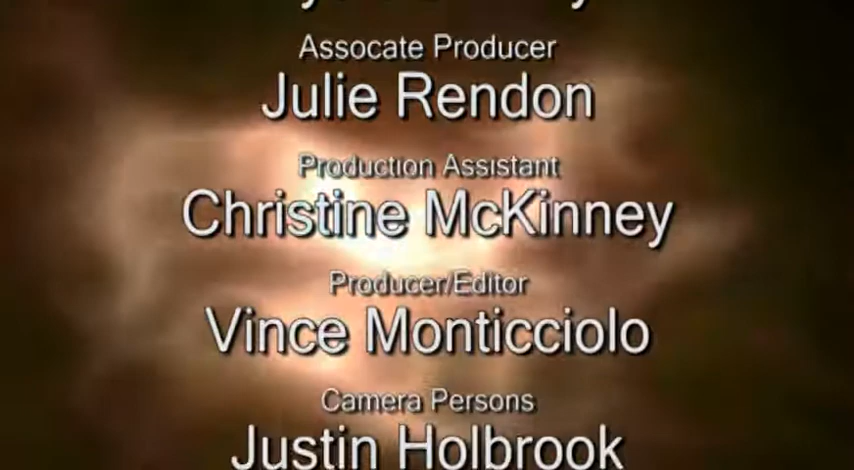 Assocate Producer
Julie Rendon
Production Assistant
Christine McKinney
Producer/Editor
Vince Monticciolo
Camera Persons
Justin Holbrook